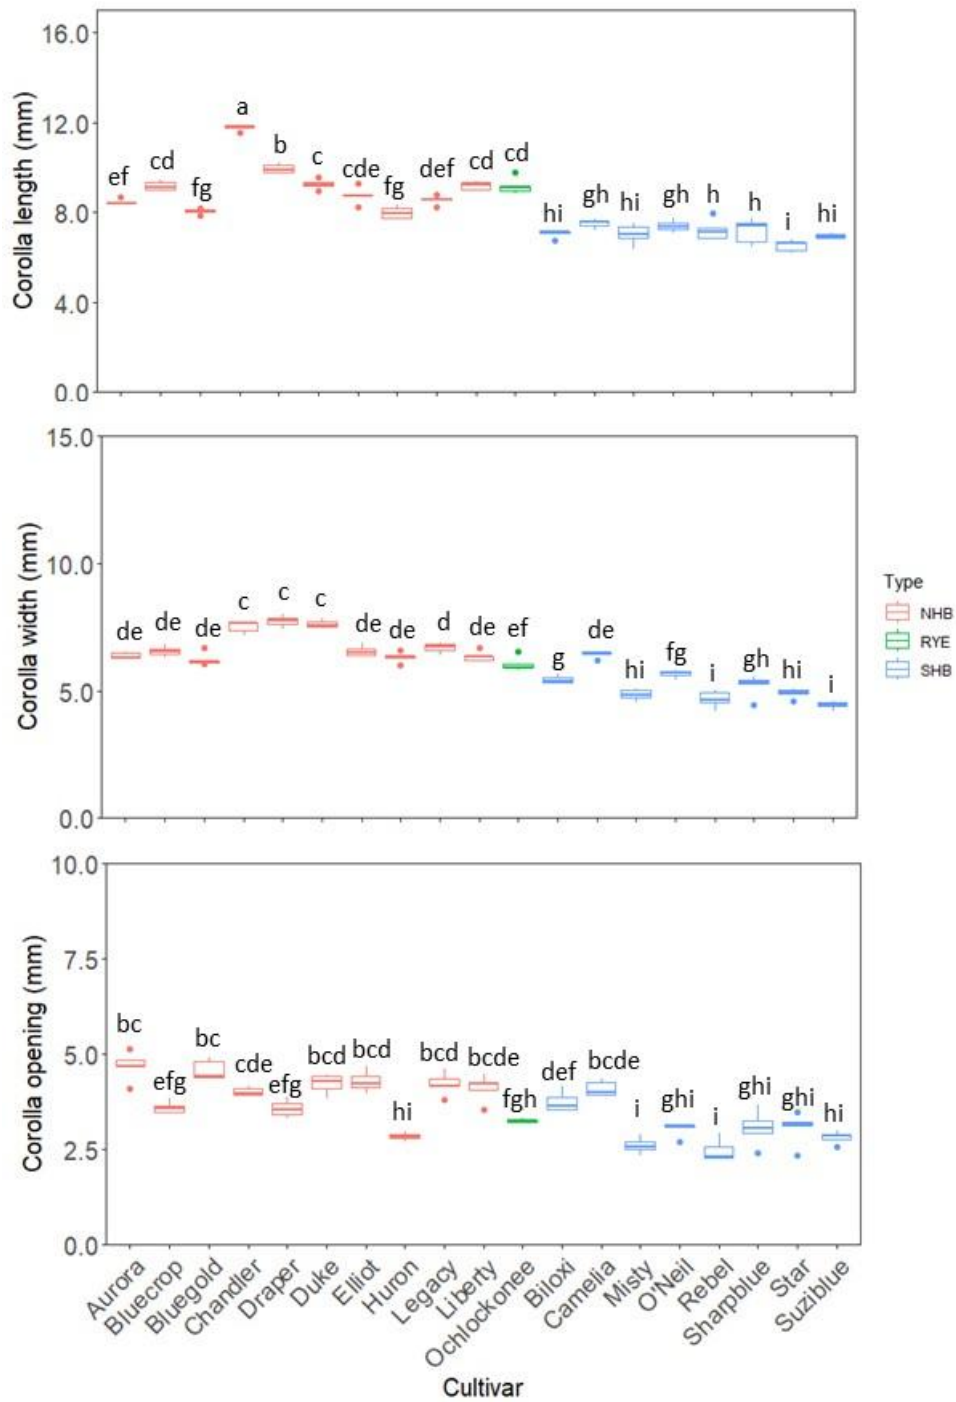 Corolla length (mm)
16.0
12.0
8.0
4.0
0.0
ef cd fg a b c cde fg def cd cd hi gh hi gh h h i hi
Corolla width (mm)
15.0
10.0
5.0
0.0
de de de c c c de de d de ef g de hi fg i gh hi i
Type
NHB
RYE
SHB
Corolla opening (mm)
10.0
7.5
5.0
2.5
0.0
bc efg bc cde efg bcd bcd hi bcd bcde fgh def bcde i ghi i ghi ghi hi
Aurora
Bluecrop
Bluegold
Chandler
Draper
Duke
Elliot
Huron
Legacy
Liberty
Ochlockonee
Biloxi
Camelia
Misty
O'Neil
Rebel
Sharpblue
Star
Suziblue
Cultivar